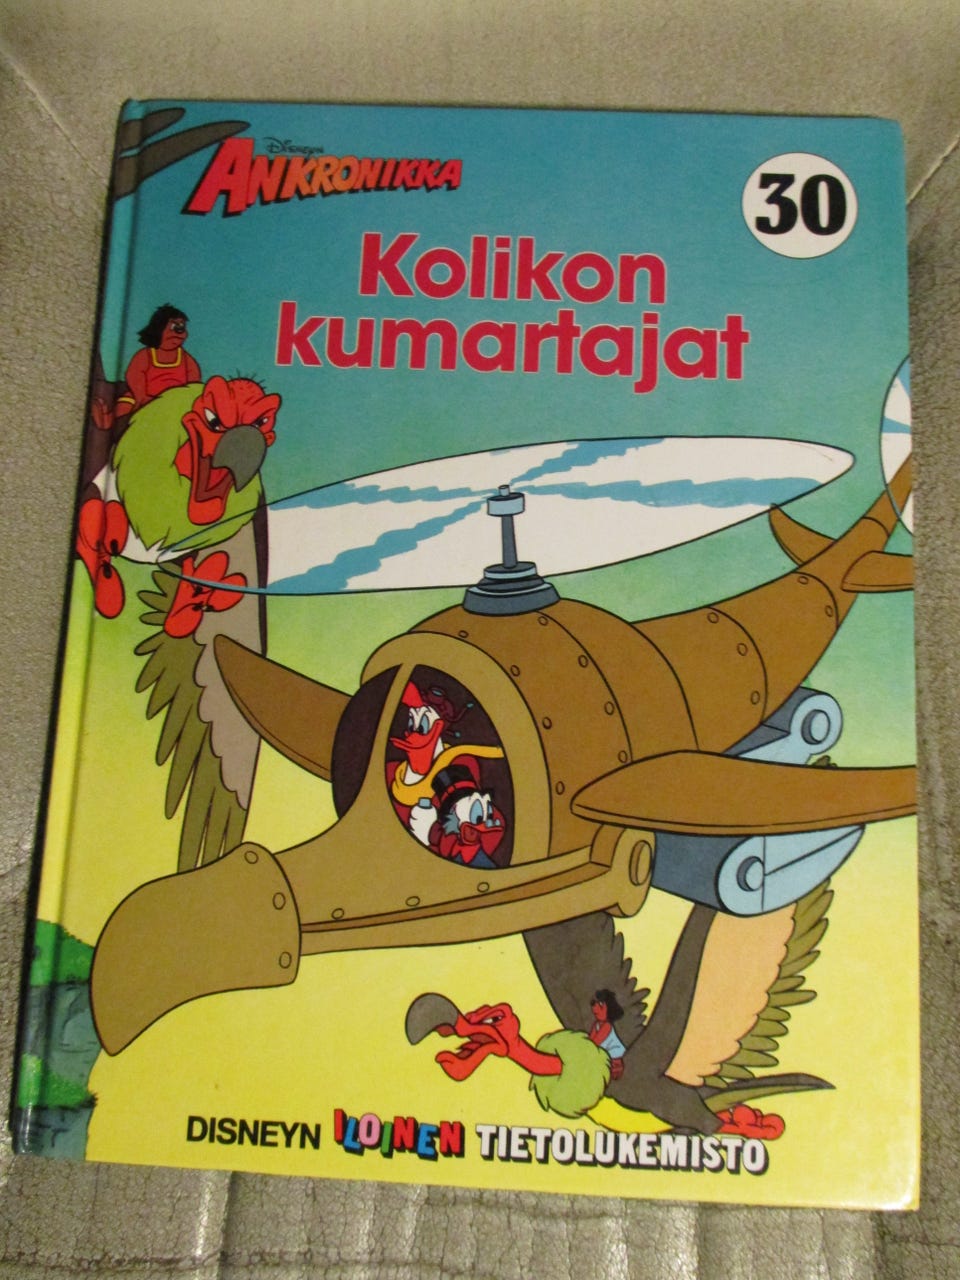 DISNEYN
ANKRONIKKA
30
Kolikon
kumartajat
DISNEYN ILOINEN TIETOLUKEMISTO